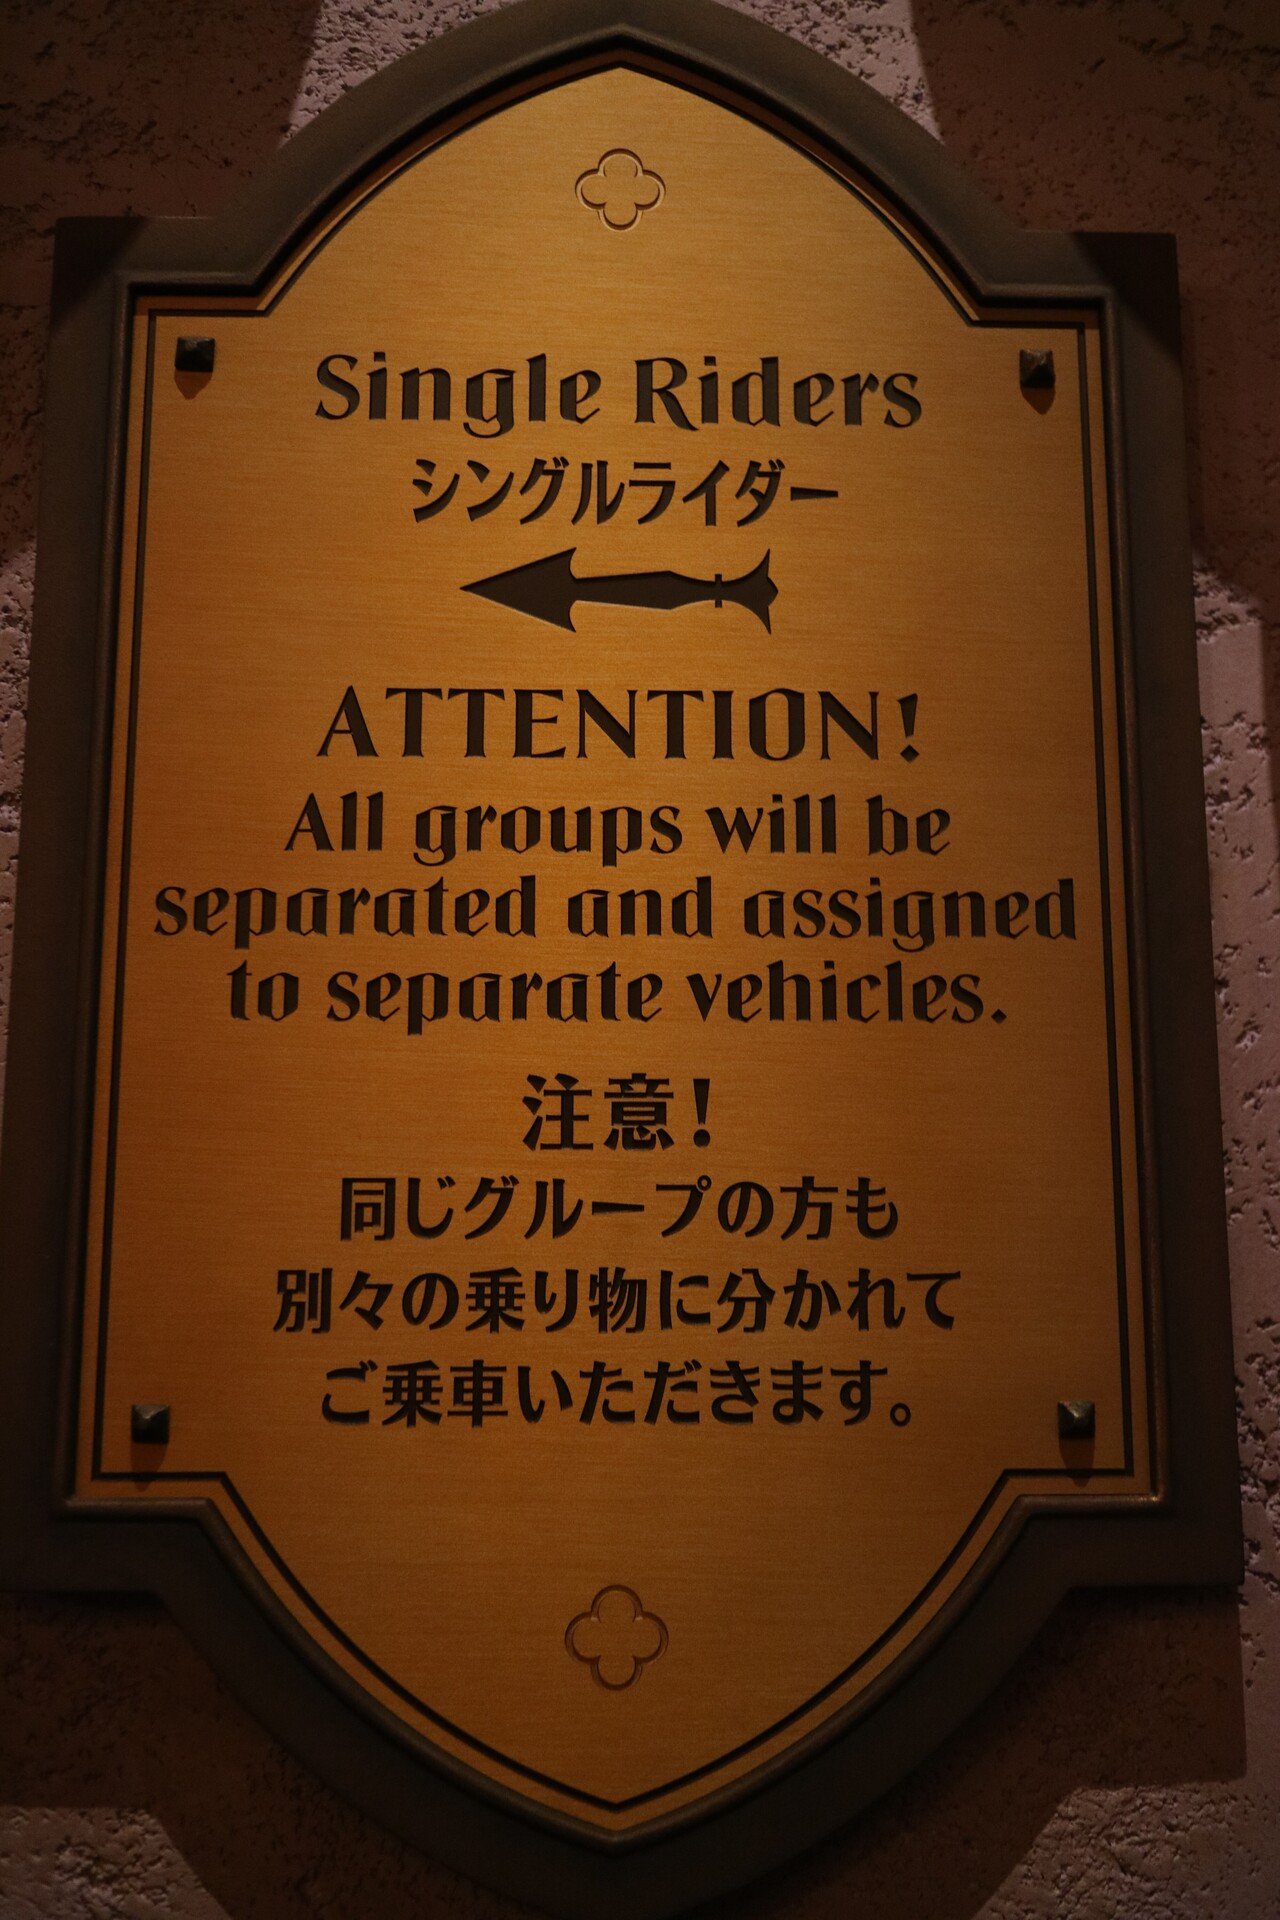 Single Riders
シングルライダー
ATTENTION!
All groups will be
separated and assigned
to separate vehicles.
注意!
同じグループの方も
別々の乗り物に分かれて
ご乗車いただきます。